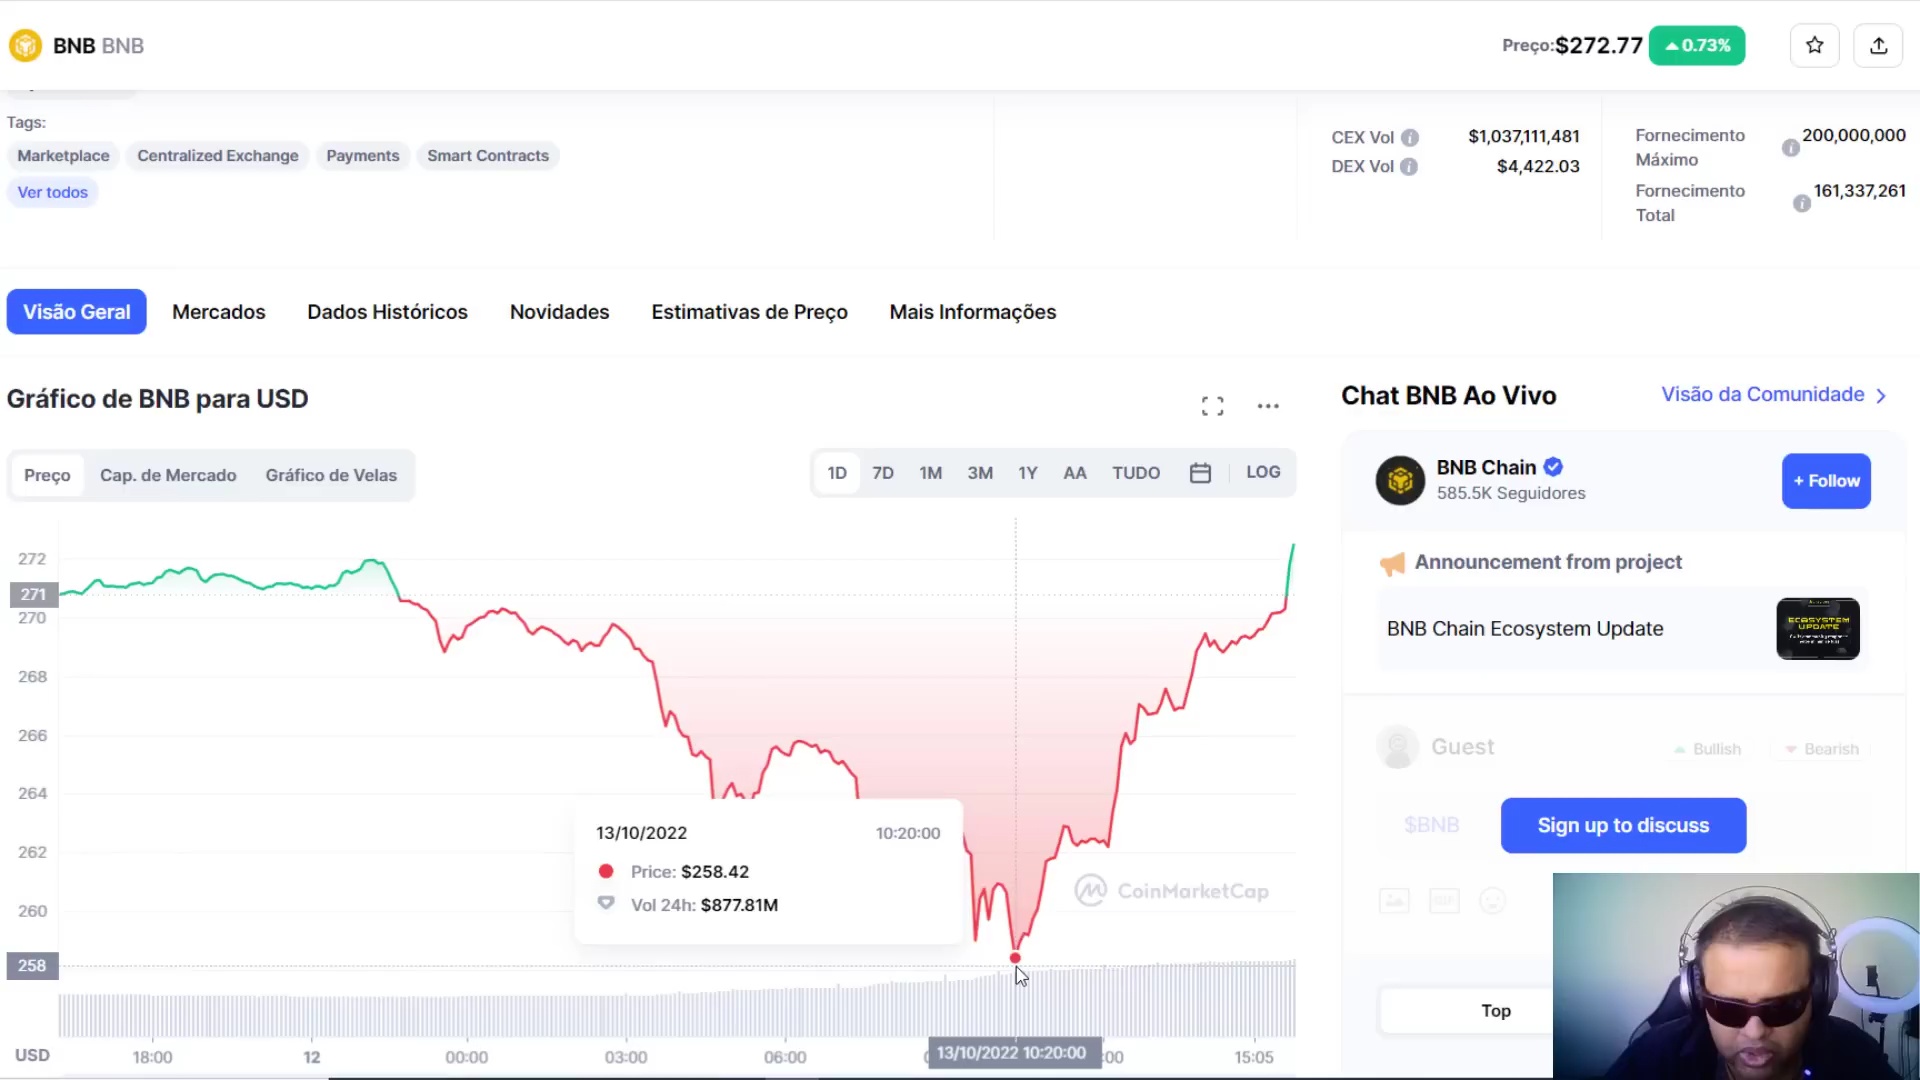 BNB BNB
Preço:$272.77 0.73%
Tags:
Marketplace Centralized Exchange Payments Smart Contracts
Ver todos
CEX Vol $1,037,111,481
DEX Vol $4,422.03
Fornecimento Máximo 200,000,000
Fornecimento Total 161,337,261
Visão Geral Mercados Dados Históricos Novidades Estimativas de Preço Mais Informações
Gráfico de BNB para USD
Preço Cap. de Mercado Gráfico de Velas
1D 7D 1M 3M 1Y AA TUDO LOG
272
271
270
268
266
264
262
260
258
13/10/2022 10:20:00
Price: $258.42
Vol 24h: $877.81M
CoinMarketCap
USD 18:00 12 00:00 03:00 06:00 13/10/2022 10:20:00 :00 15:05
Chat BNB Ao Vivo Visão da Comunidade
BNB Chain
585.5K Seguidores
+ Follow
Announcement from project
BNB Chain Ecosystem Update
ECOSYSTEM
UPDATE
Guest Bullish Bearish
$BNB
Sign up to discuss
GIF
Top